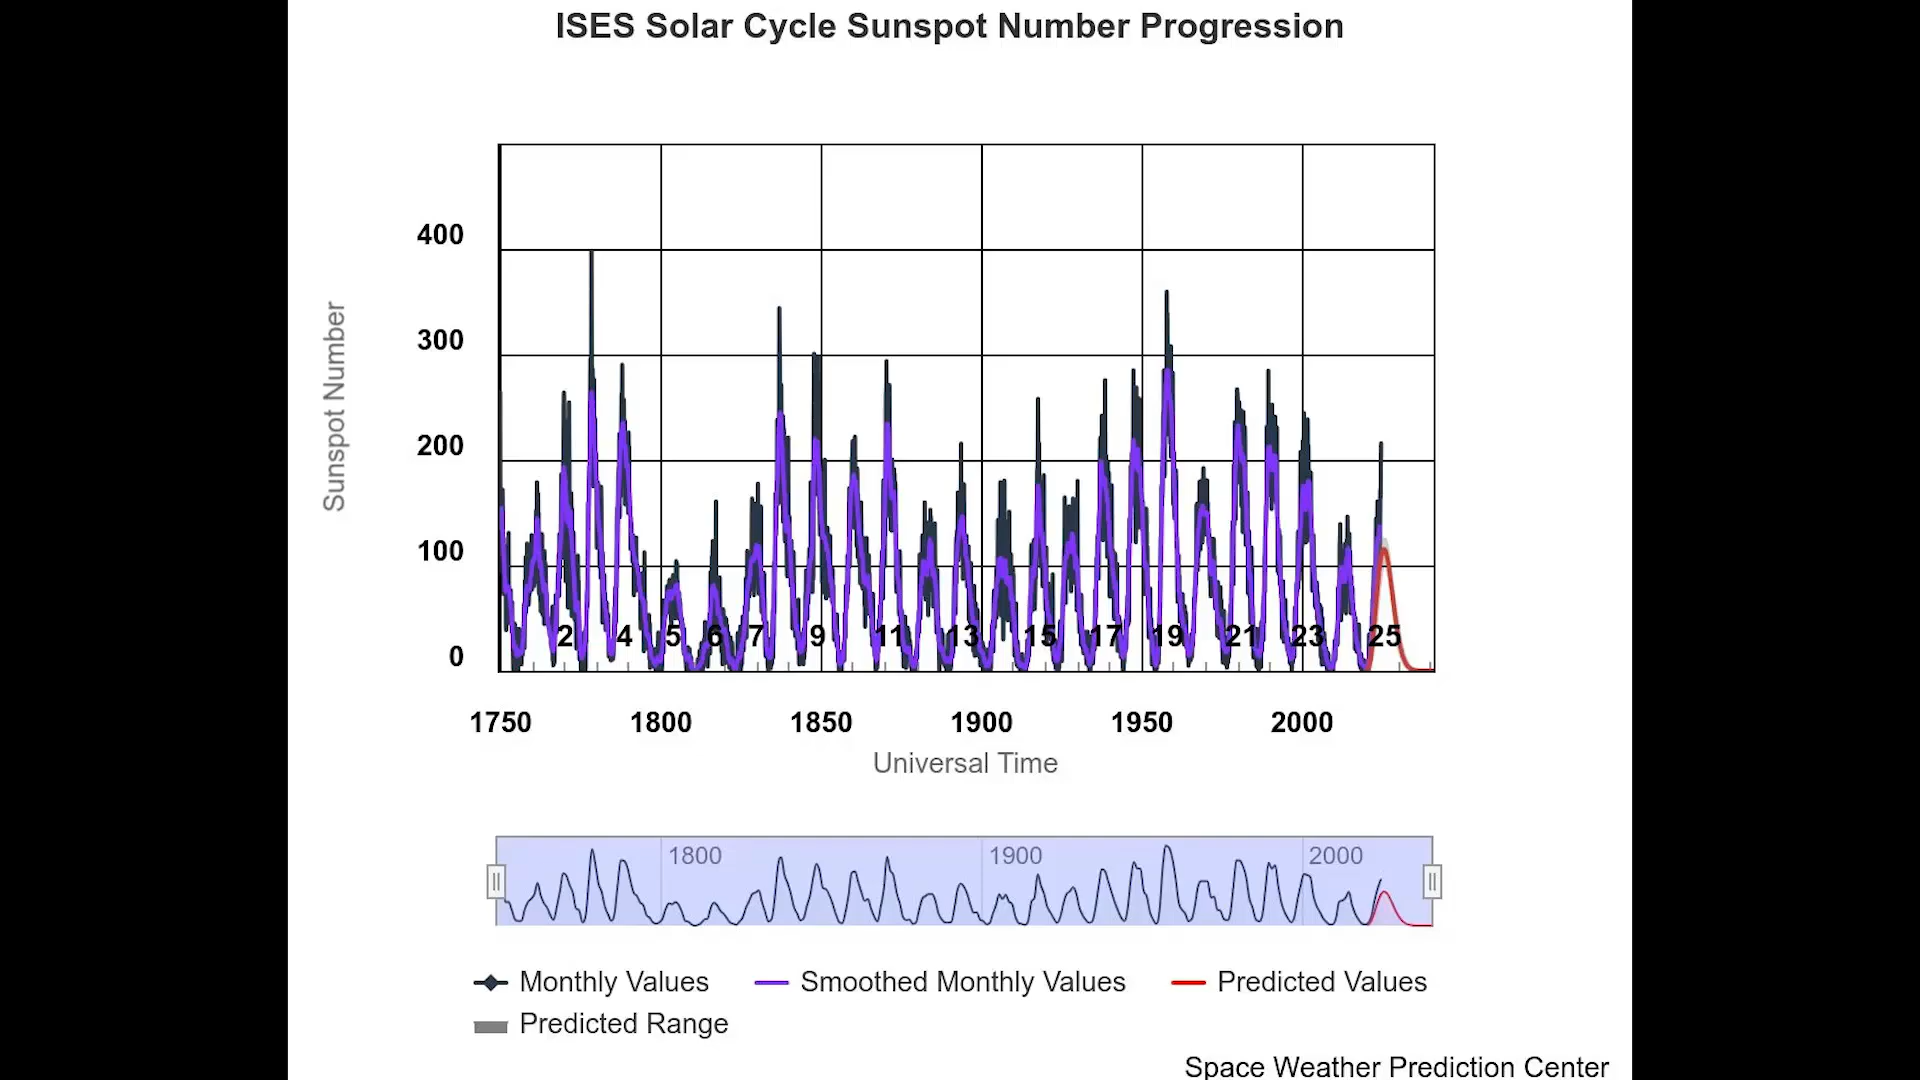 ISES Solar Cycle Sunspot Number Progression
Sunspot Number
400
300
200
100
0
2 4 5 6 7 9 11 13 15 17 19 21 23 25
1750 1800 1850 1900 1950 2000
Universal Time
1800 1900 2000
Monthly Values Smoothed Monthly Values Predicted Values
Predicted Range
Space Weather Prediction Center